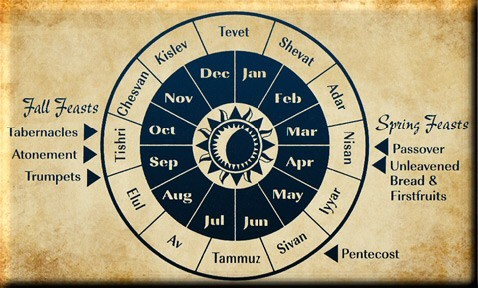 Tevet
Shevat
Adar
Nisan
Iyyar
Sivan
Tammuz
Av
Elul
Tishri
Chesvan
Kislev
Jan
Feb
Mar
Apr
May
Jun
Jul
Aug
Sep
Oct
Nov
Dec
Fall Feasts
Tabernacles
Atonement
Trumpets
Spring Feasts
Passover
Unleavened
Bread &
Firstfruits
Pentecost